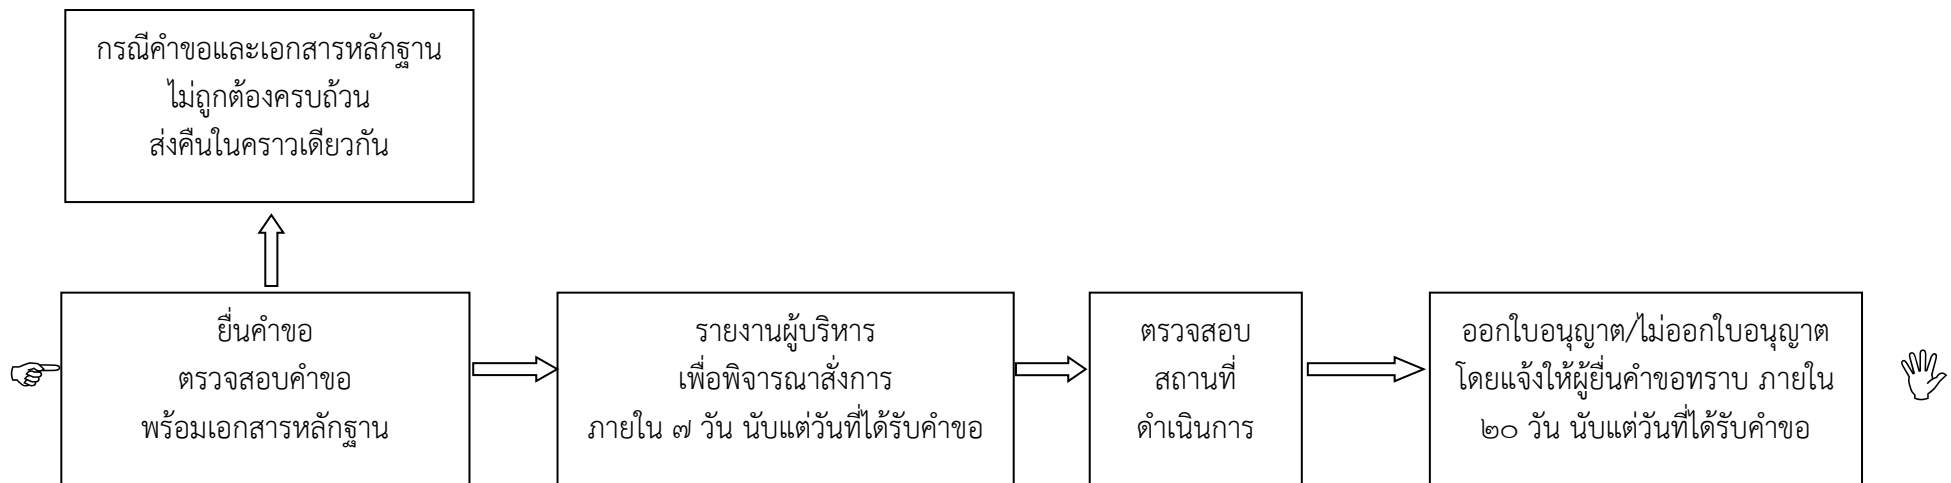 กรณีคำขอและเอกสารหลักฐาน
ไม่ถูกต้องครบถ้วน
ส่งคืนในคราวเดียวกัน
ยื่นคำขอ
ตรวจสอบคำขอ
พร้อมเอกสารหลักฐาน
รายงานผู้บริหาร
เพื่อพิจารณาสั่งการ
ภายใน ๗ วัน นับแต่วันที่ได้รับคำขอ
ตรวจสอบ
สถานที่
ดำเนินการ
ออกใบอนุญาต/ไม่ออกใบอนุญาต
โดยแจ้งให้ผู้ยื่นคำขอทราบ ภายใน
๒๐ วัน นับแต่วันที่ได้รับคำขอ